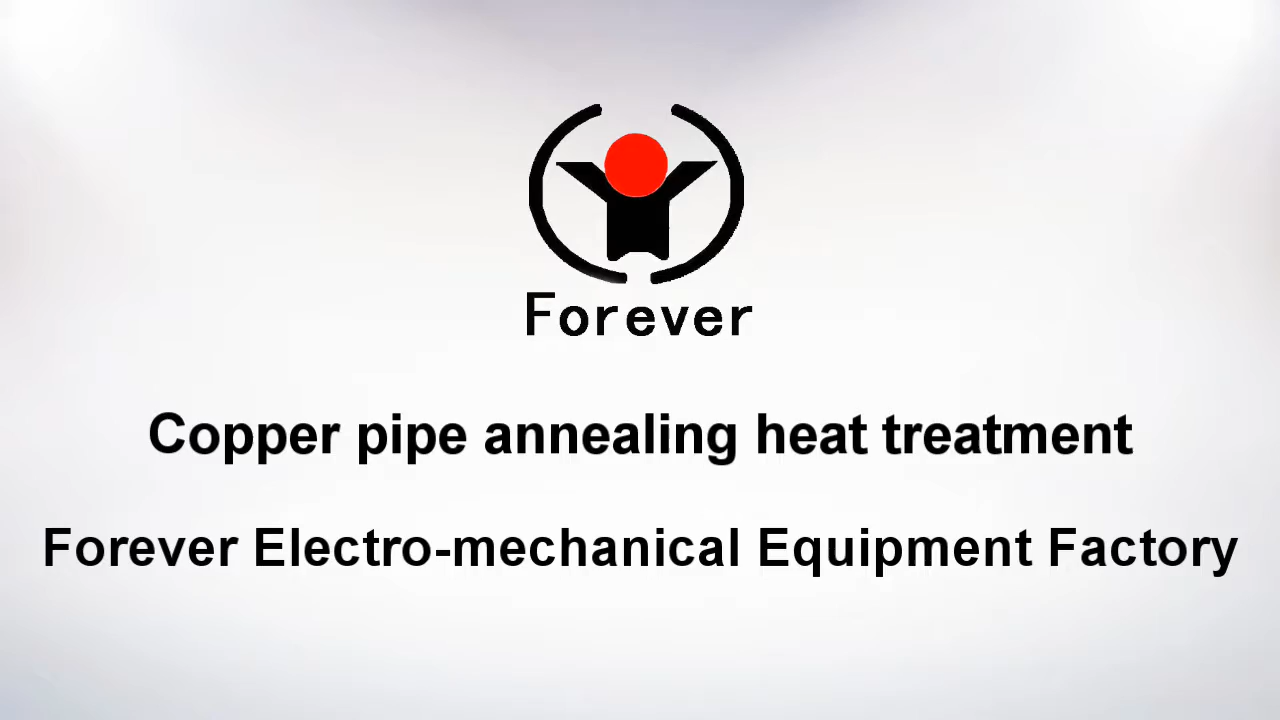 Forever
Copper pipe annealing heat treatment
Forever Electro-mechanical Equipment Factory